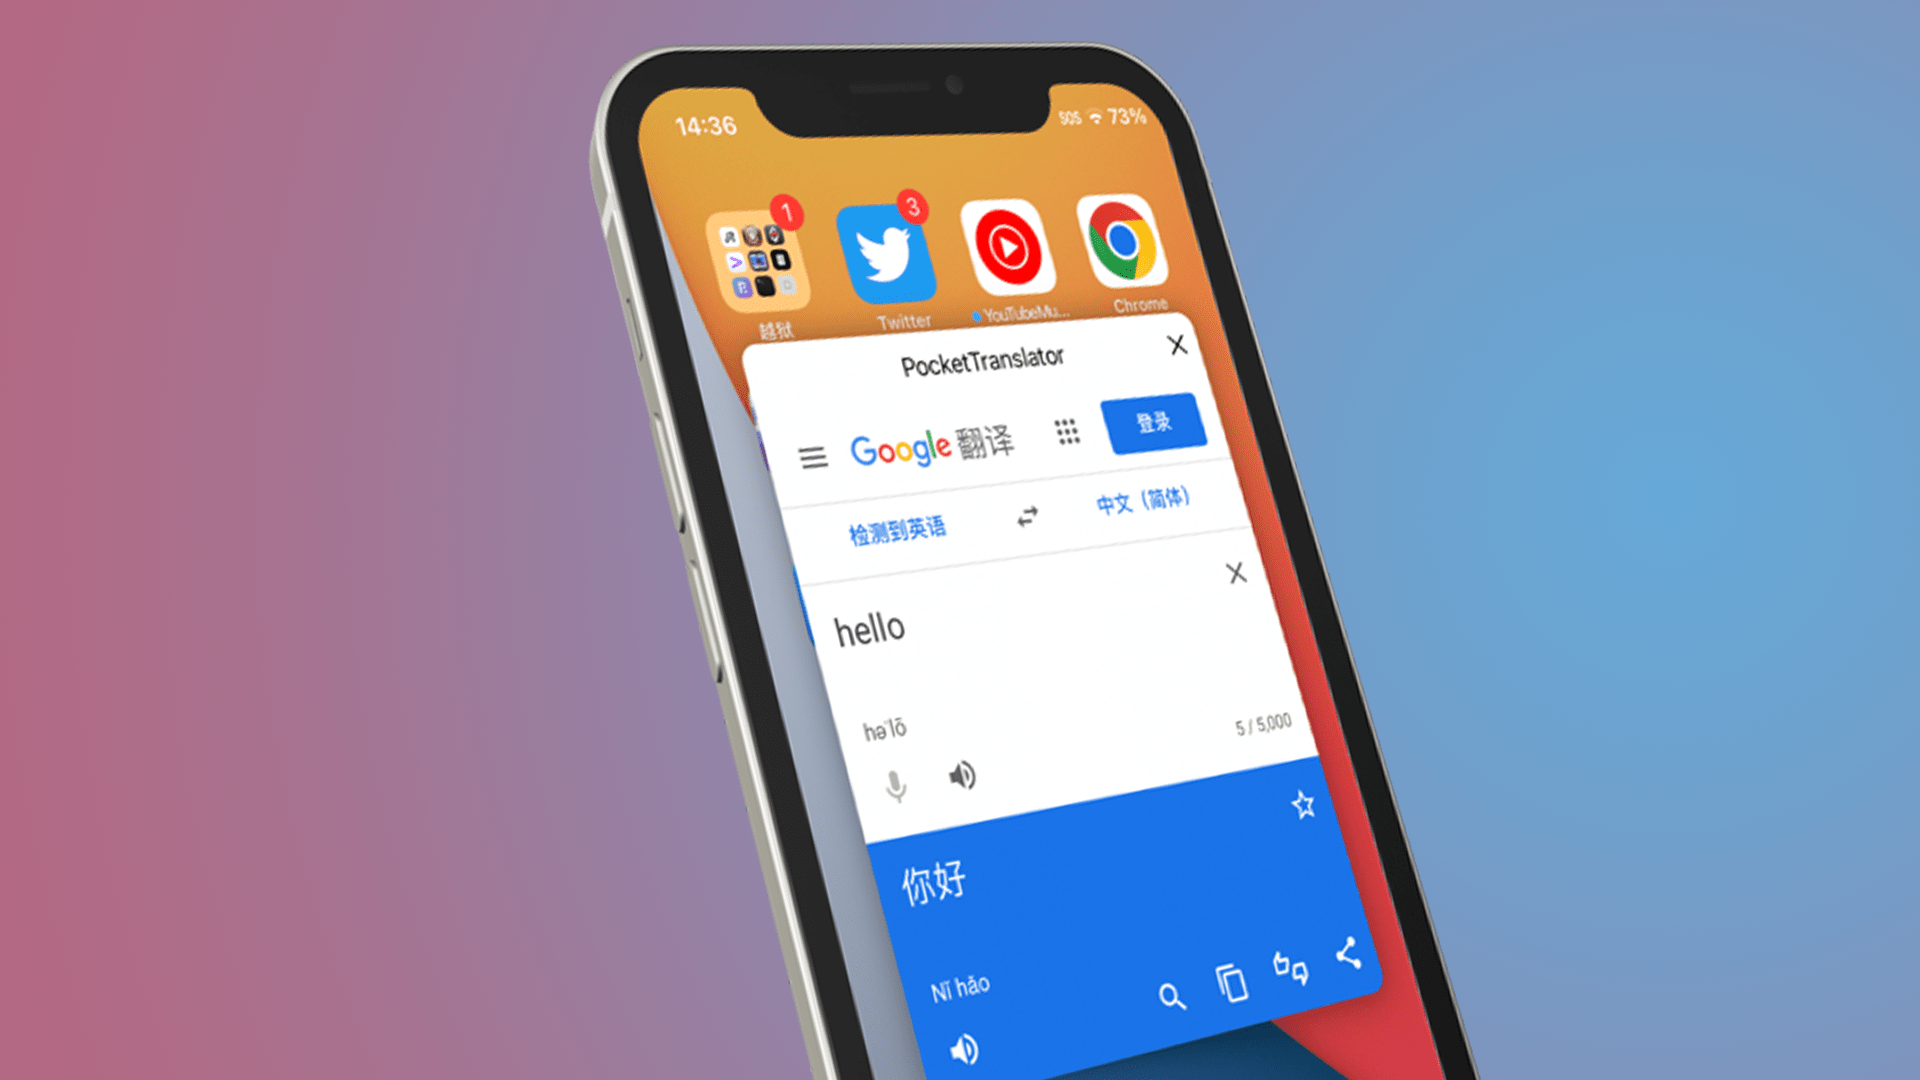 14:36
SOS 73%
1
3
越狱
Twitter
YouTubeMu...
Chrome
PocketTranslator
Google 翻译
登录
检测到英语
中文（简体）
hello
həˈlō
5 / 5,000
你好
Nǐ hǎo